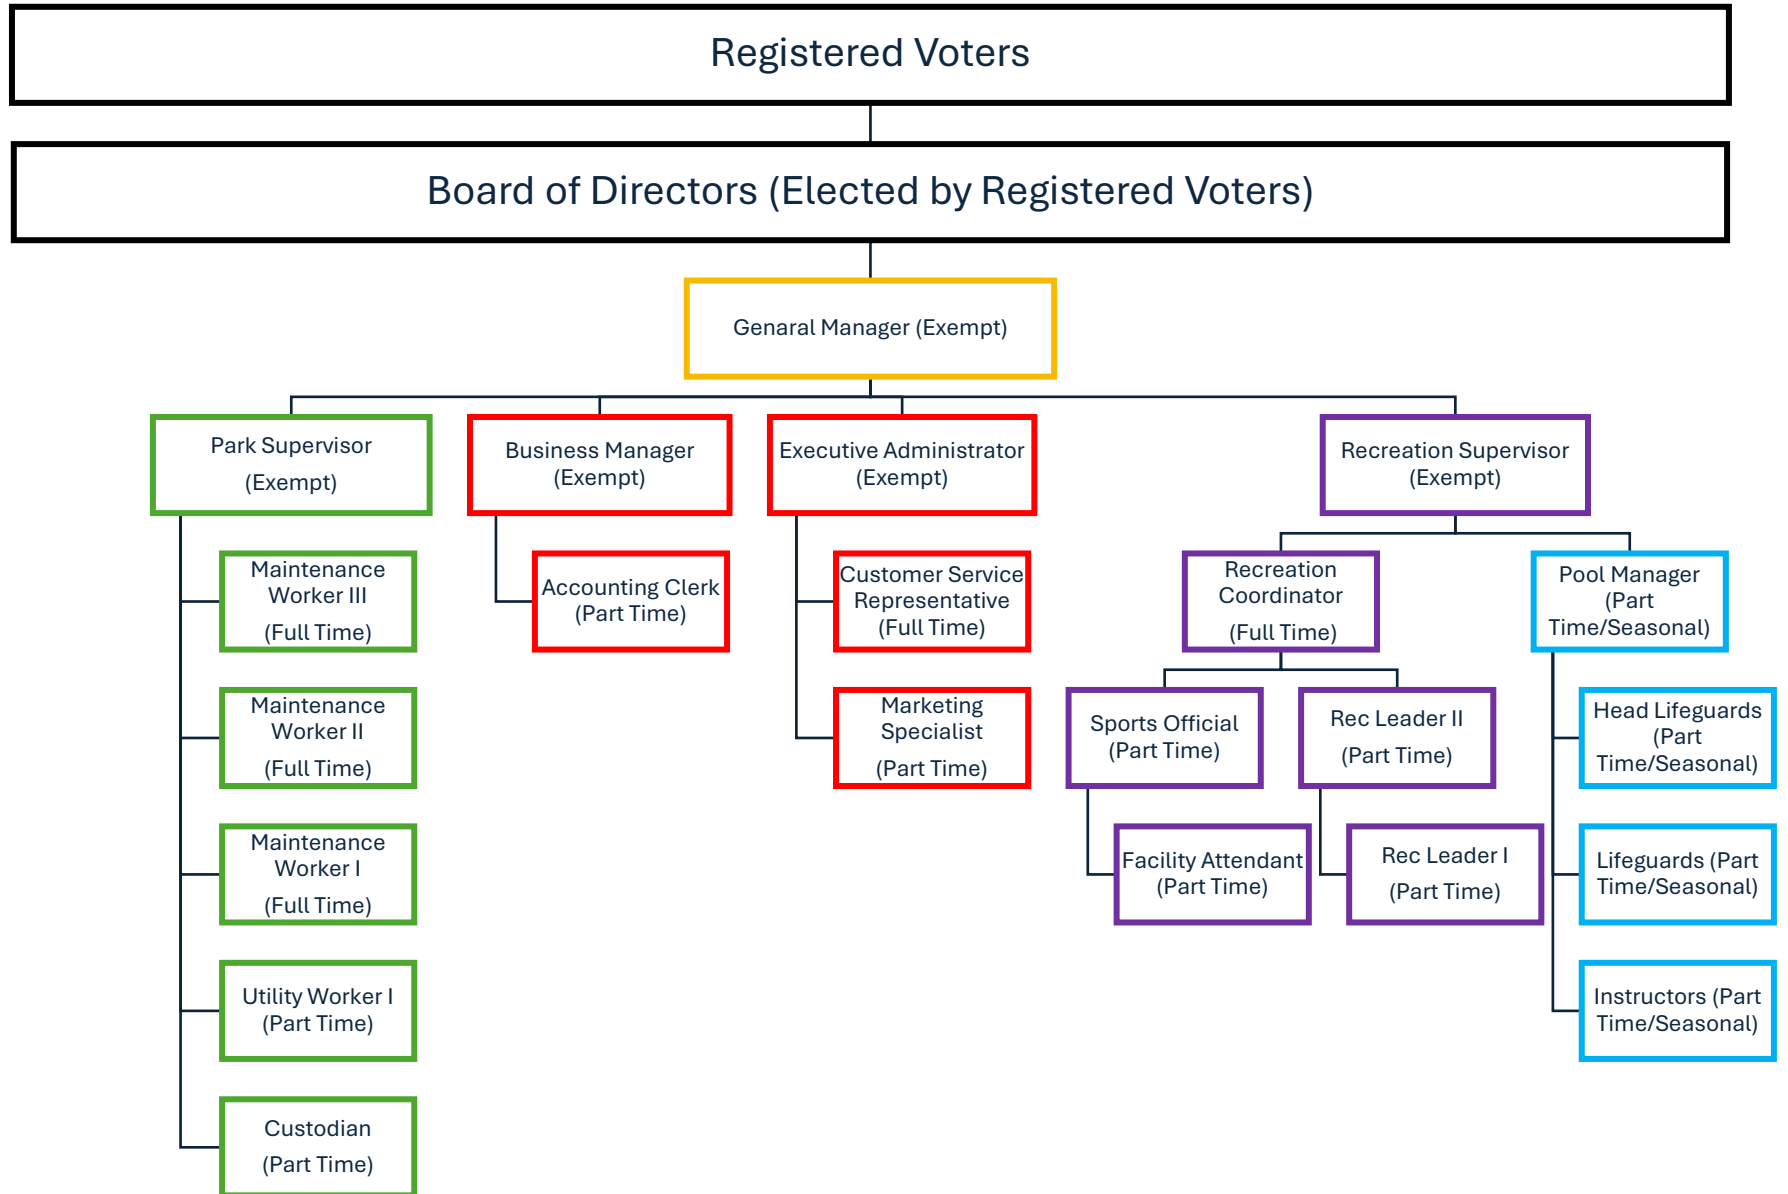 Registered Voters
Board of Directors (Elected by Registered Voters)
Genaral Manager (Exempt)
Park Supervisor
(Exempt)
Business Manager
(Exempt)
Executive Administrator
(Exempt)
Recreation Supervisor
(Exempt)
Maintenance
Worker III
(Full Time)
Accounting Clerk
(Part Time)
Customer Service
Representative
(Full Time)
Recreation
Coordinator
(Full Time)
Pool Manager
(Part
Time/Seasonal)
Maintenance
Worker II
(Full Time)
Marketing
Specialist
(Part Time)
Sports Official
(Part Time)
Rec Leader II
(Part Time)
Head Lifeguards
(Part
Time/Seasonal)
Maintenance
Worker I
(Full Time)
Facility Attendant
(Part Time)
Rec Leader I
(Part Time)
Lifeguards (Part
Time/Seasonal)
Utility Worker I
(Part Time)
Instructors (Part
Time/Seasonal)
Custodian
(Part Time)